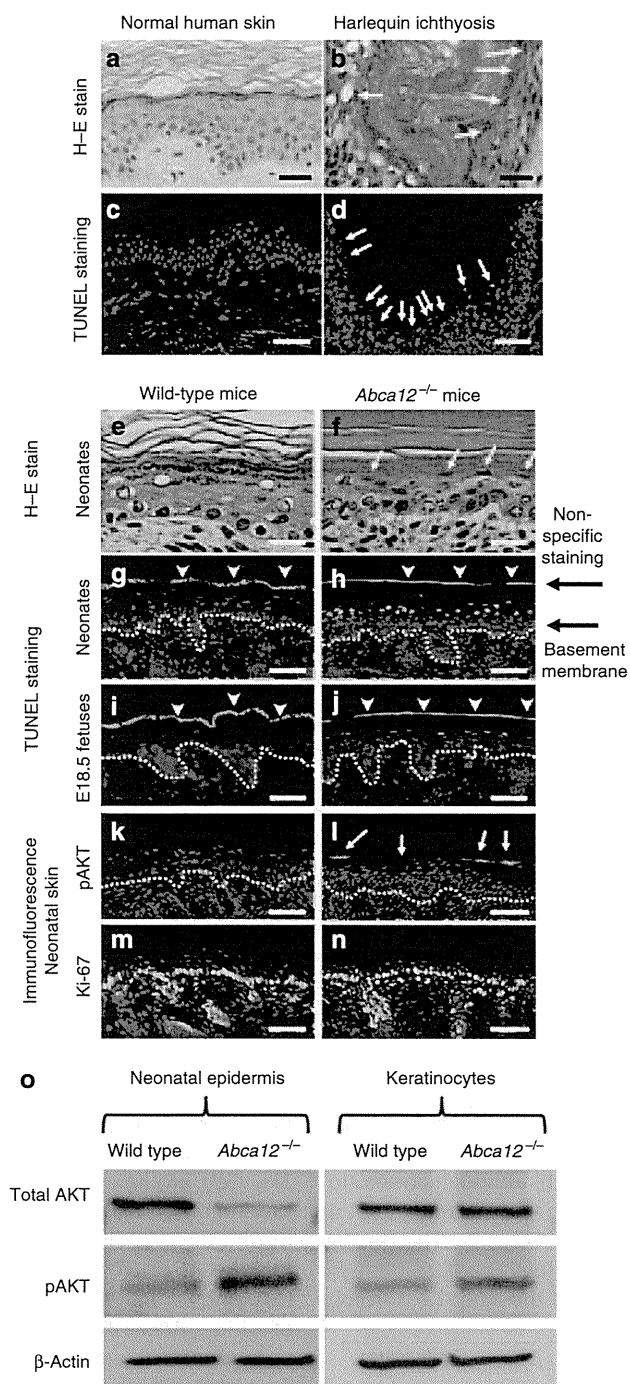 Normal human skin
Harlequin ichthyosis
H–E stain
a
b
TUNEL staining
c
d
Wild-type mice
Abca12–/– mice
H–E stain
Neonates
e
f
Non-
specific
staining
TUNEL staining
Neonates
g
h
Basement
membrane
E18.5 fetuses
i
j
Immunofluorescence
Neonatal skin
pAKT
k
l
Ki-67
m
n
o
Neonatal epidermis
Keratinocytes
Wild type
Abca12–/–
Wild type
Abca12–/–
Total AKT
pAKT
β-Actin